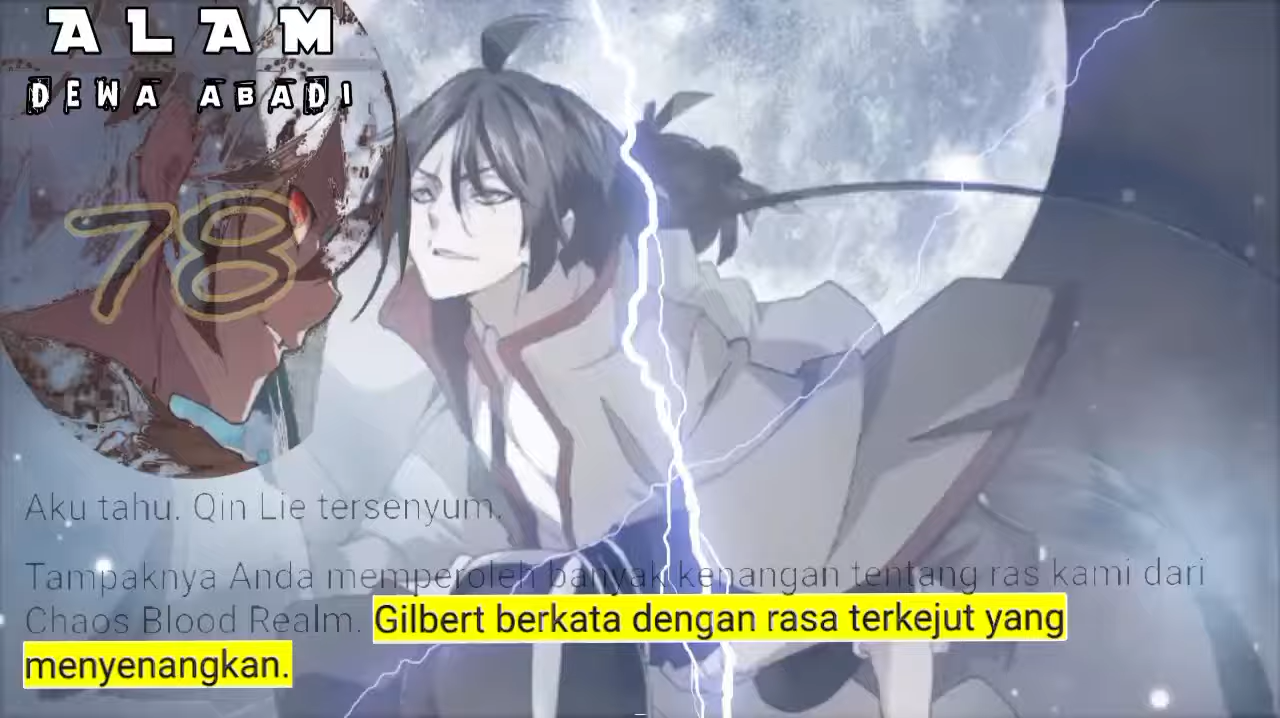 ALAM
DEWA ABADI
78
Aku tahu. Qin Lie tersenyum.
Tampaknya Anda memperoleh banyak kenangan tentang ras kami dari
Chaos Blood Realm. Gilbert berkata dengan rasa terkejut yang
menyenangkan.